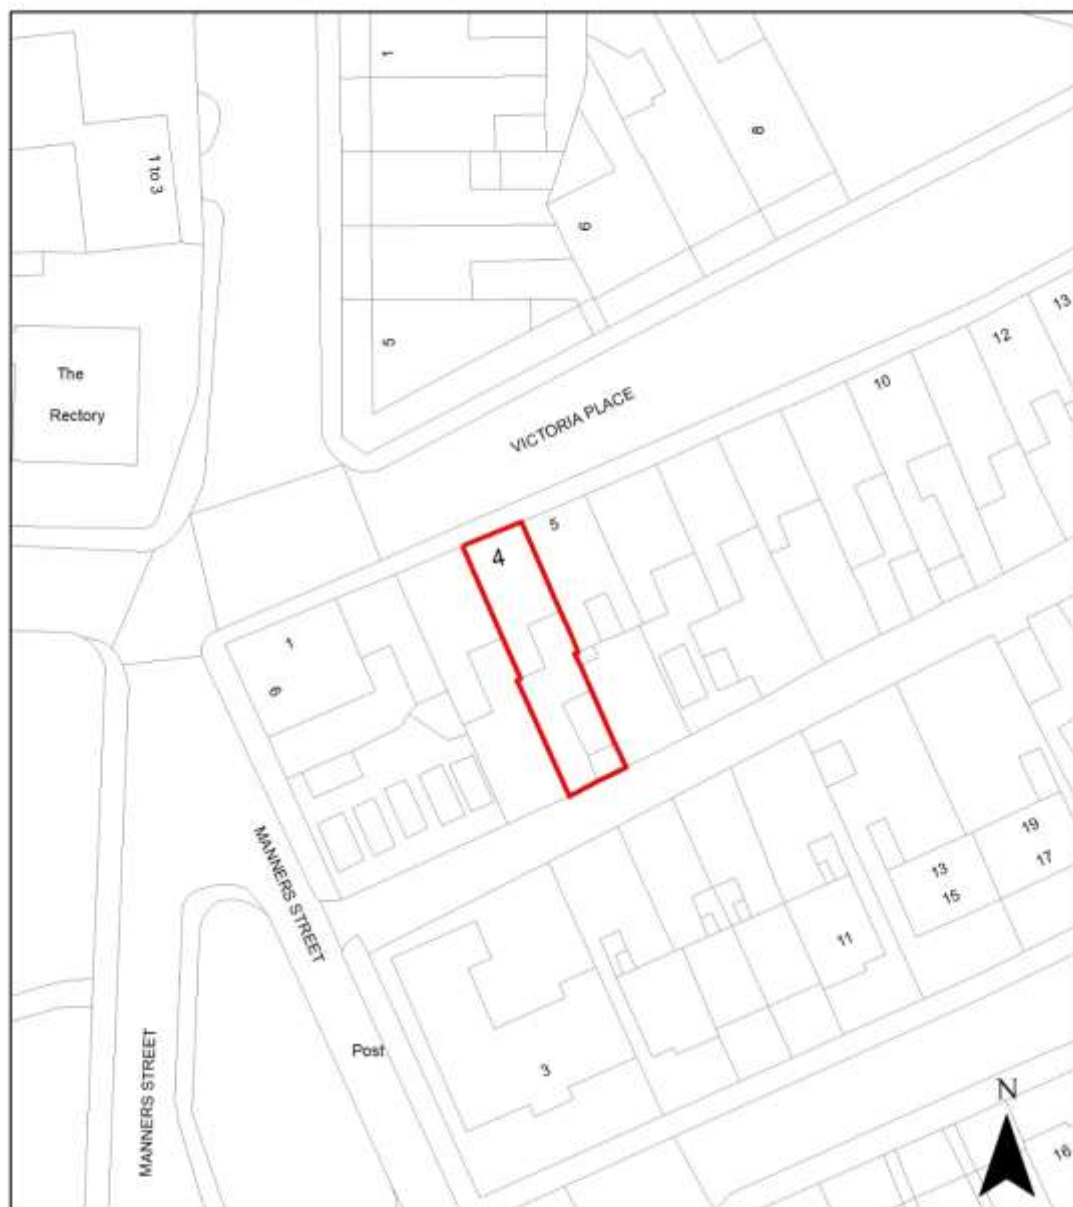 1
1 to 3
8
6
5
The
Rectory
VICTORIA PLACE
13
12
10
5
4
1
6
MANNERS STREET
19
17
13
15
11
MANNERS STREET
Post
3
N
16